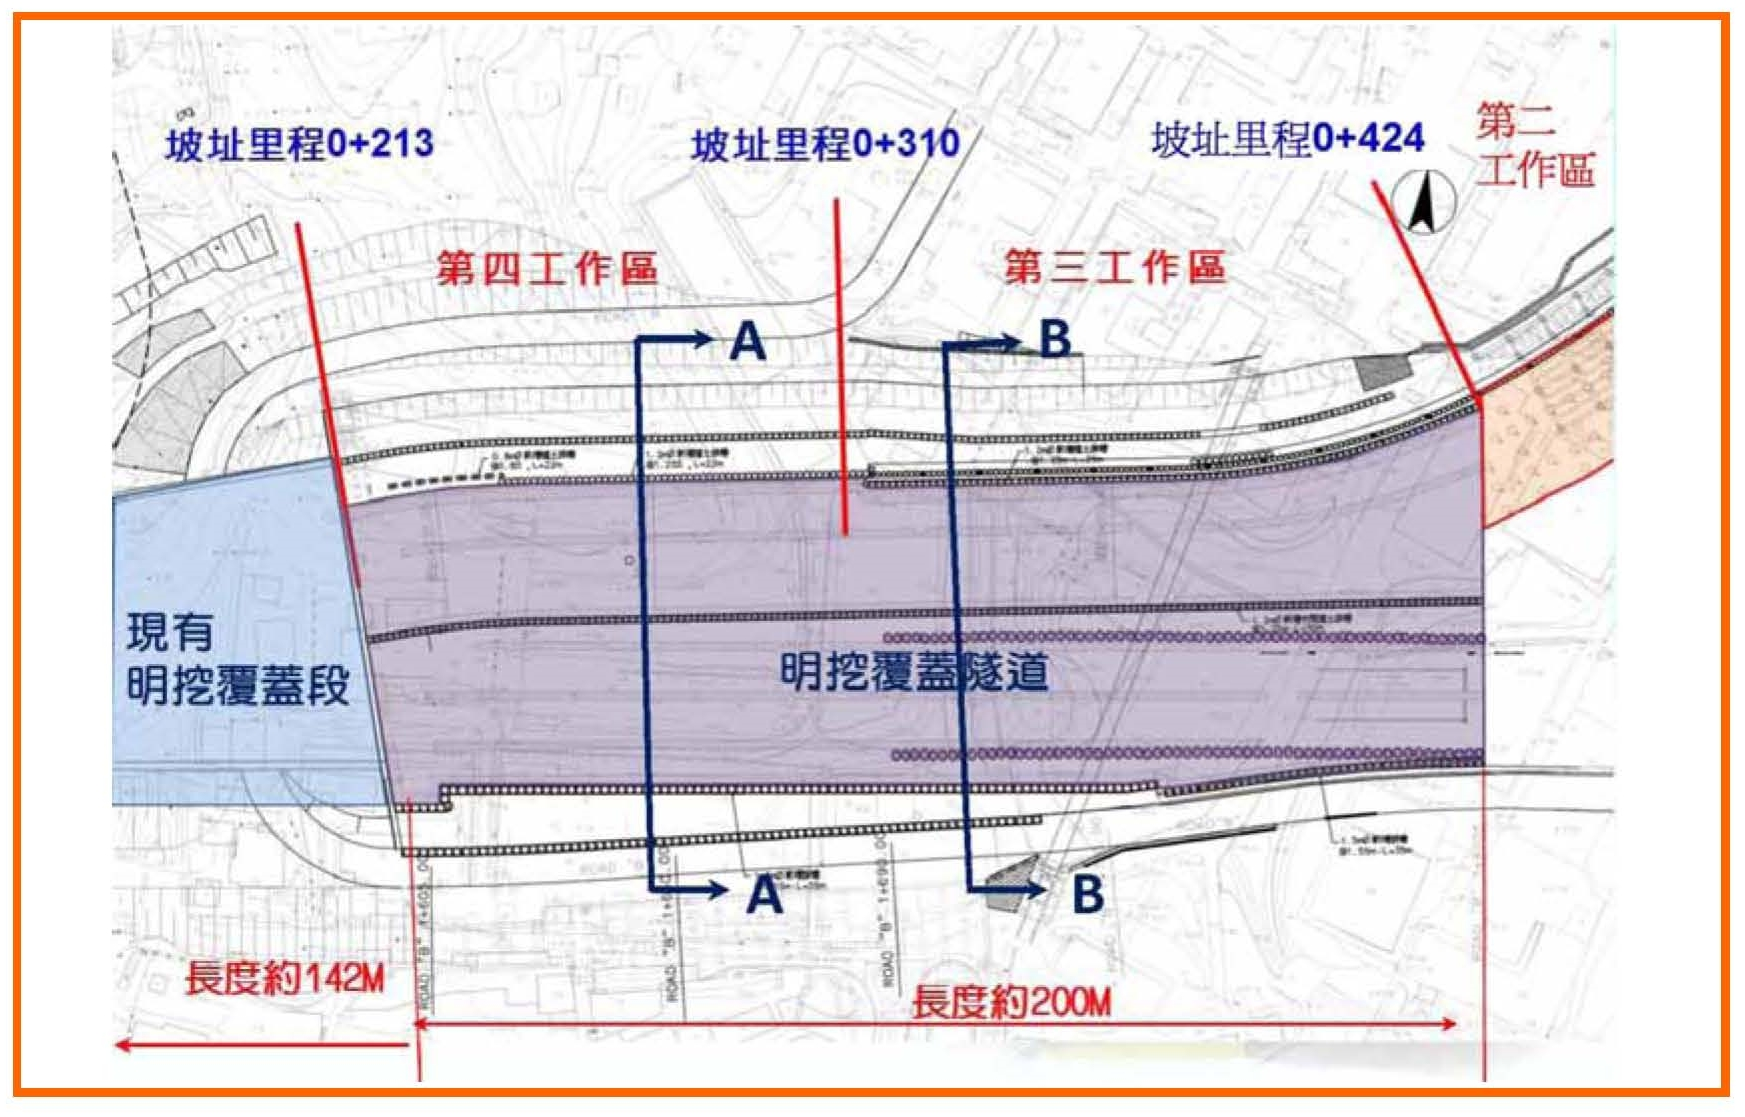 坡址里程0+213
坡址里程0+310
坡址里程0+424
第二
工作區
第四工作區
第三工作區
A
B
現有
明挖覆蓋段
明挖覆蓋隧道
A
B
長度約142M
長度約200M